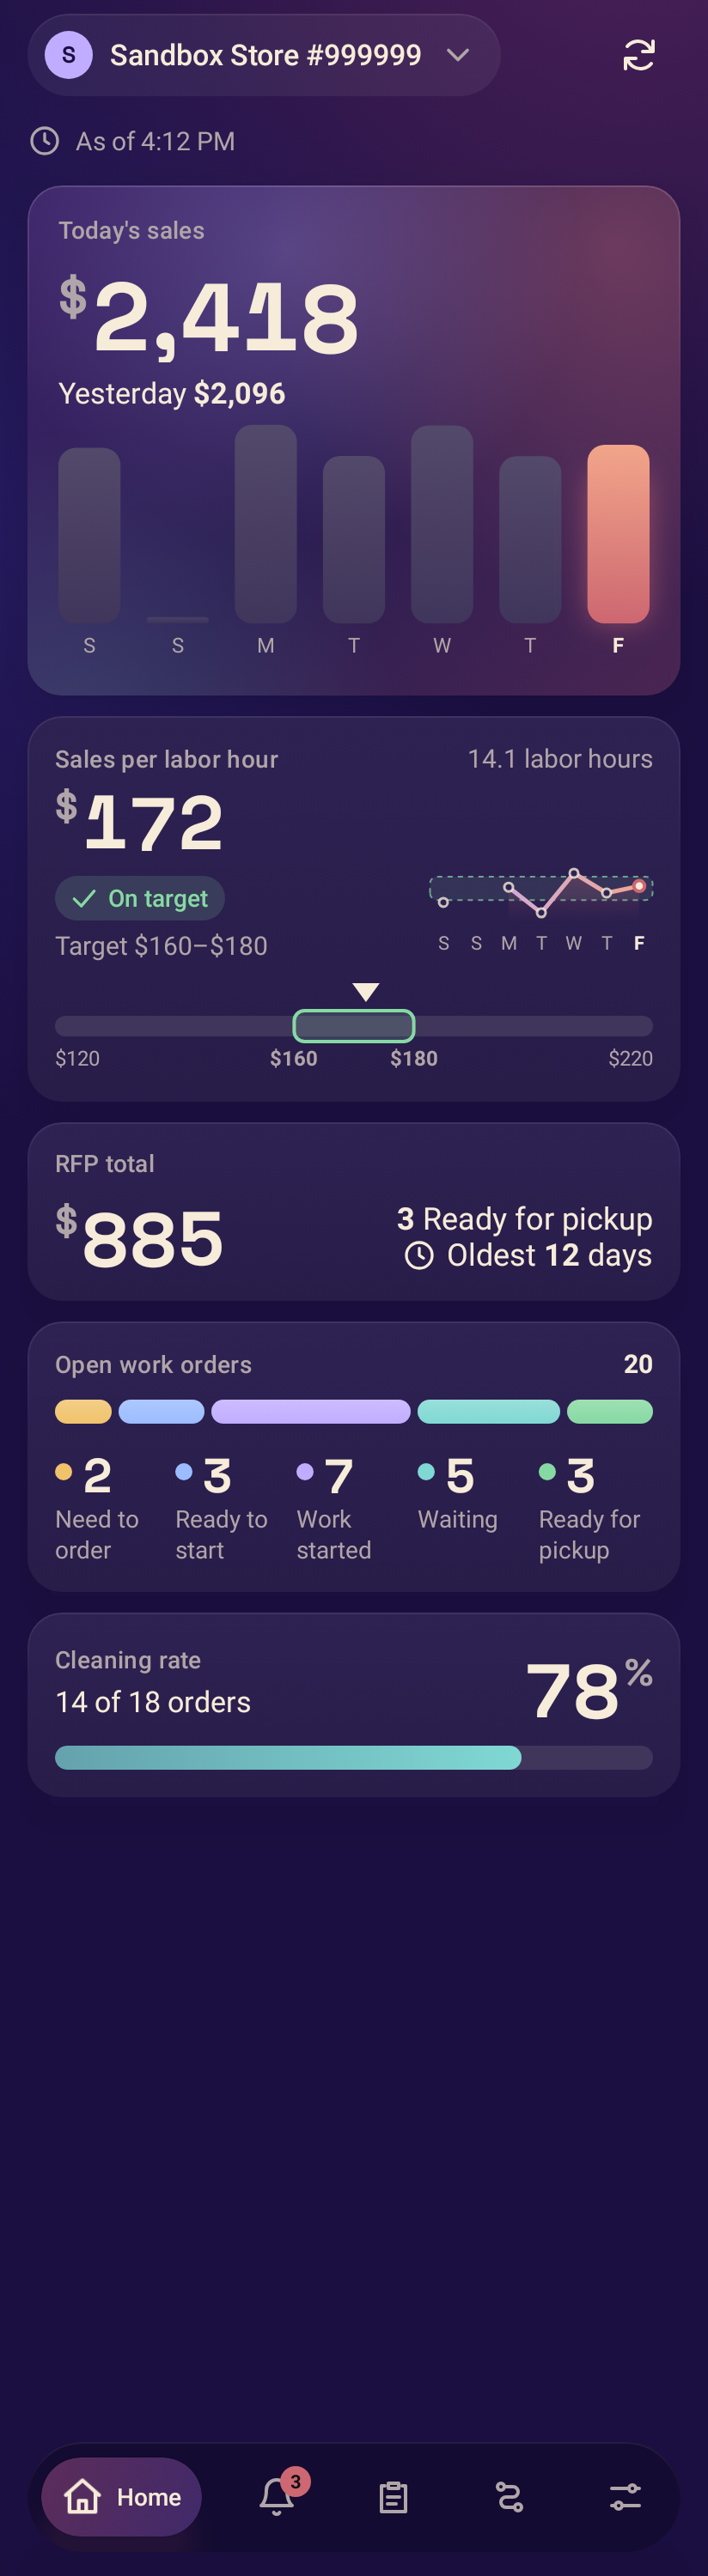 S Sandbox Store #999999
As of 4:12 PM
Today's sales
$2,418
Yesterday $2,096
S S M T W T F
Sales per labor hour 14.1 labor hours
$172
On target
Target $160–$180
S S M T W T F
$120 $160 $180 $220
RFP total
$885
3 Ready for pickup
Oldest 12 days
Open work orders 20
2 3 7 5 3
Need to order
Ready to start
Work started
Waiting
Ready for pickup
Cleaning rate
14 of 18 orders
78%
Home 3